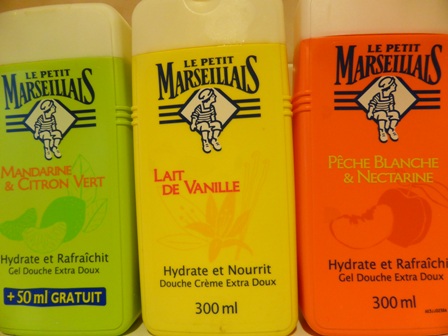 LE PETIT
MARSEILLAIS
MANDARINE
& CITRON VERT
Hydrate et Rafraîchit
Gel Douche Extra Doux
+50 ml GRATUIT
LE PETIT
MARSEILLAIS
LAIT
DE VANILLE
Hydrate et Nourrit
Douche Crème Extra Doux
300 ml
LE PETIT
MARSEILLAIS
PÊCHE BLANCHE
& NECTARINE
Hydrate et Rafraîchi
Gel Douche Extra Doux
300 ml